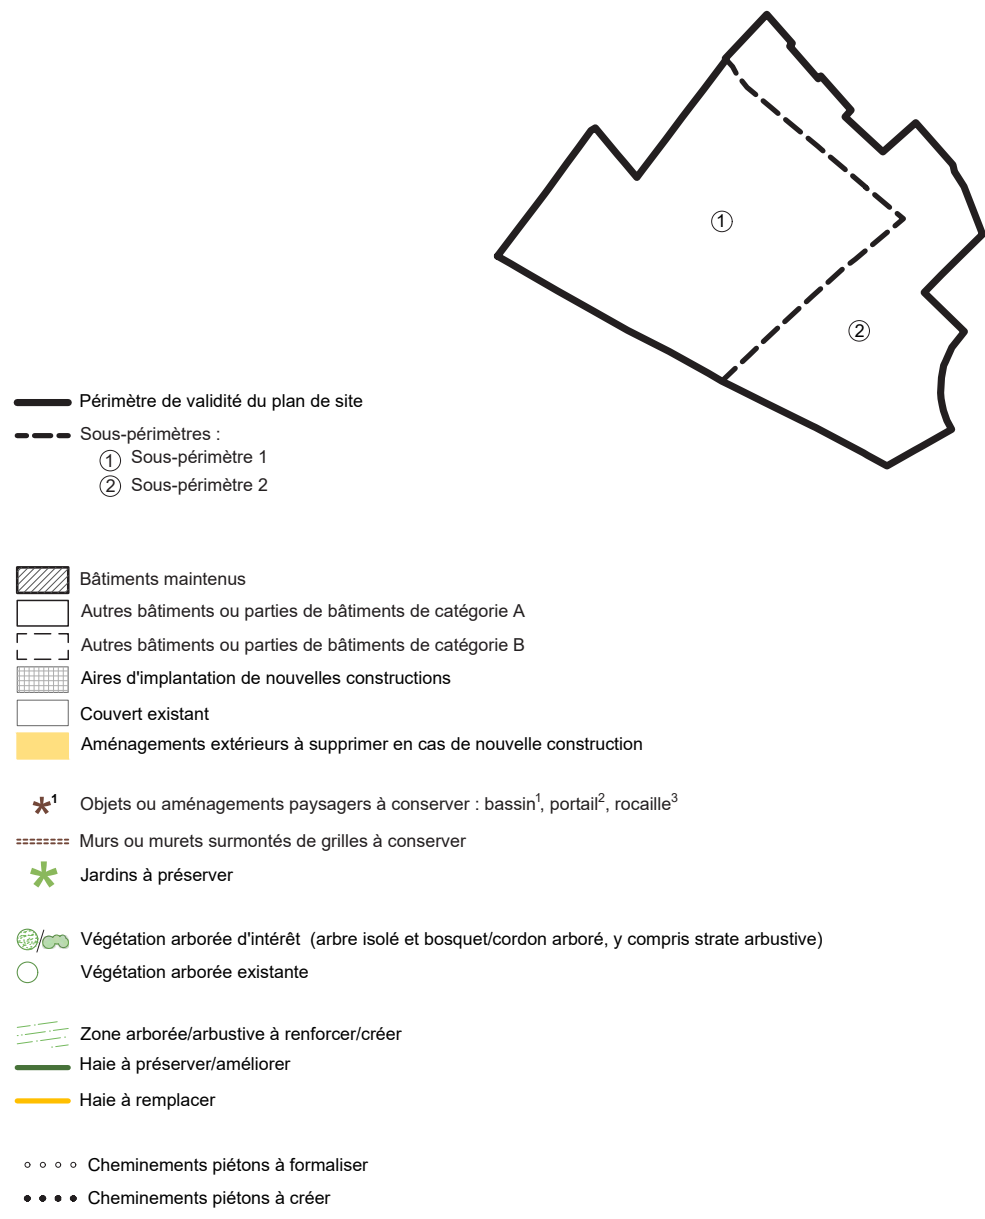 1
2
Périmètre de validité du plan de site
Sous-périmètres :
1 Sous-périmètre 1
2 Sous-périmètre 2
Bâtiments maintenus
Autres bâtiments ou parties de bâtiments de catégorie A
Autres bâtiments ou parties de bâtiments de catégorie B
Aires d'implantation de nouvelles constructions
Couvert existant
Aménagements extérieurs à supprimer en cas de nouvelle construction
*¹ Objets ou aménagements paysagers à conserver : bassin¹, portail², rocaille³
Murs ou murets surmontés de grilles à conserver
* Jardins à préserver
/ Végétation arborée d'intérêt (arbre isolé et bosquet/cordon arboré, y compris strate arbustive)
Végétation arborée existante
Zone arborée/arbustive à renforcer/créer
Haie à préserver/améliorer
Haie à remplacer
Cheminements piétons à formaliser
Cheminements piétons à créer